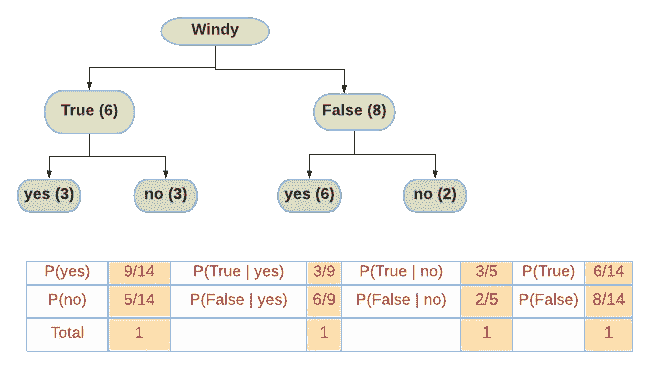 Windy
True (6) False (8)
yes (3) no (3) yes (6) no (2)
P(yes) 9/14 P(True | yes) 3/9 P(True | no) 3/5 P(True) 6/14
P(no) 5/14 P(False | yes) 6/9 P(False | no) 2/5 P(False) 8/14
Total 1 1 1 1